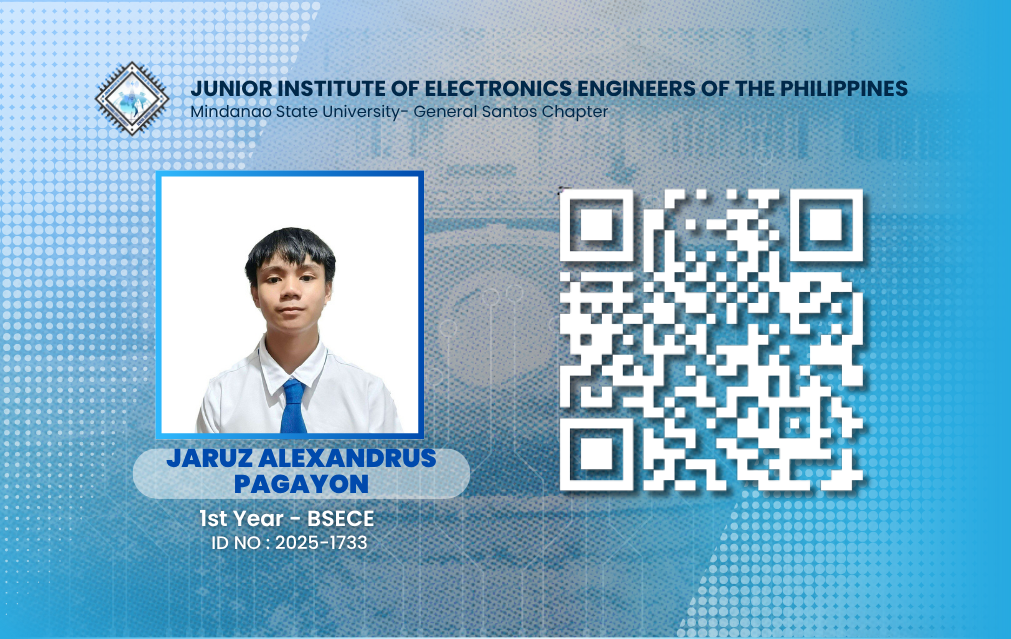 JUNIOR INSTITUTE OF ELECTRONICS ENGINEERS OF THE PHILIPPINES
Mindanao State University- General Santos Chapter
JARUZ ALEXANDRUS
PAGAYON
1st Year - BSECE
ID NO : 2025-1733